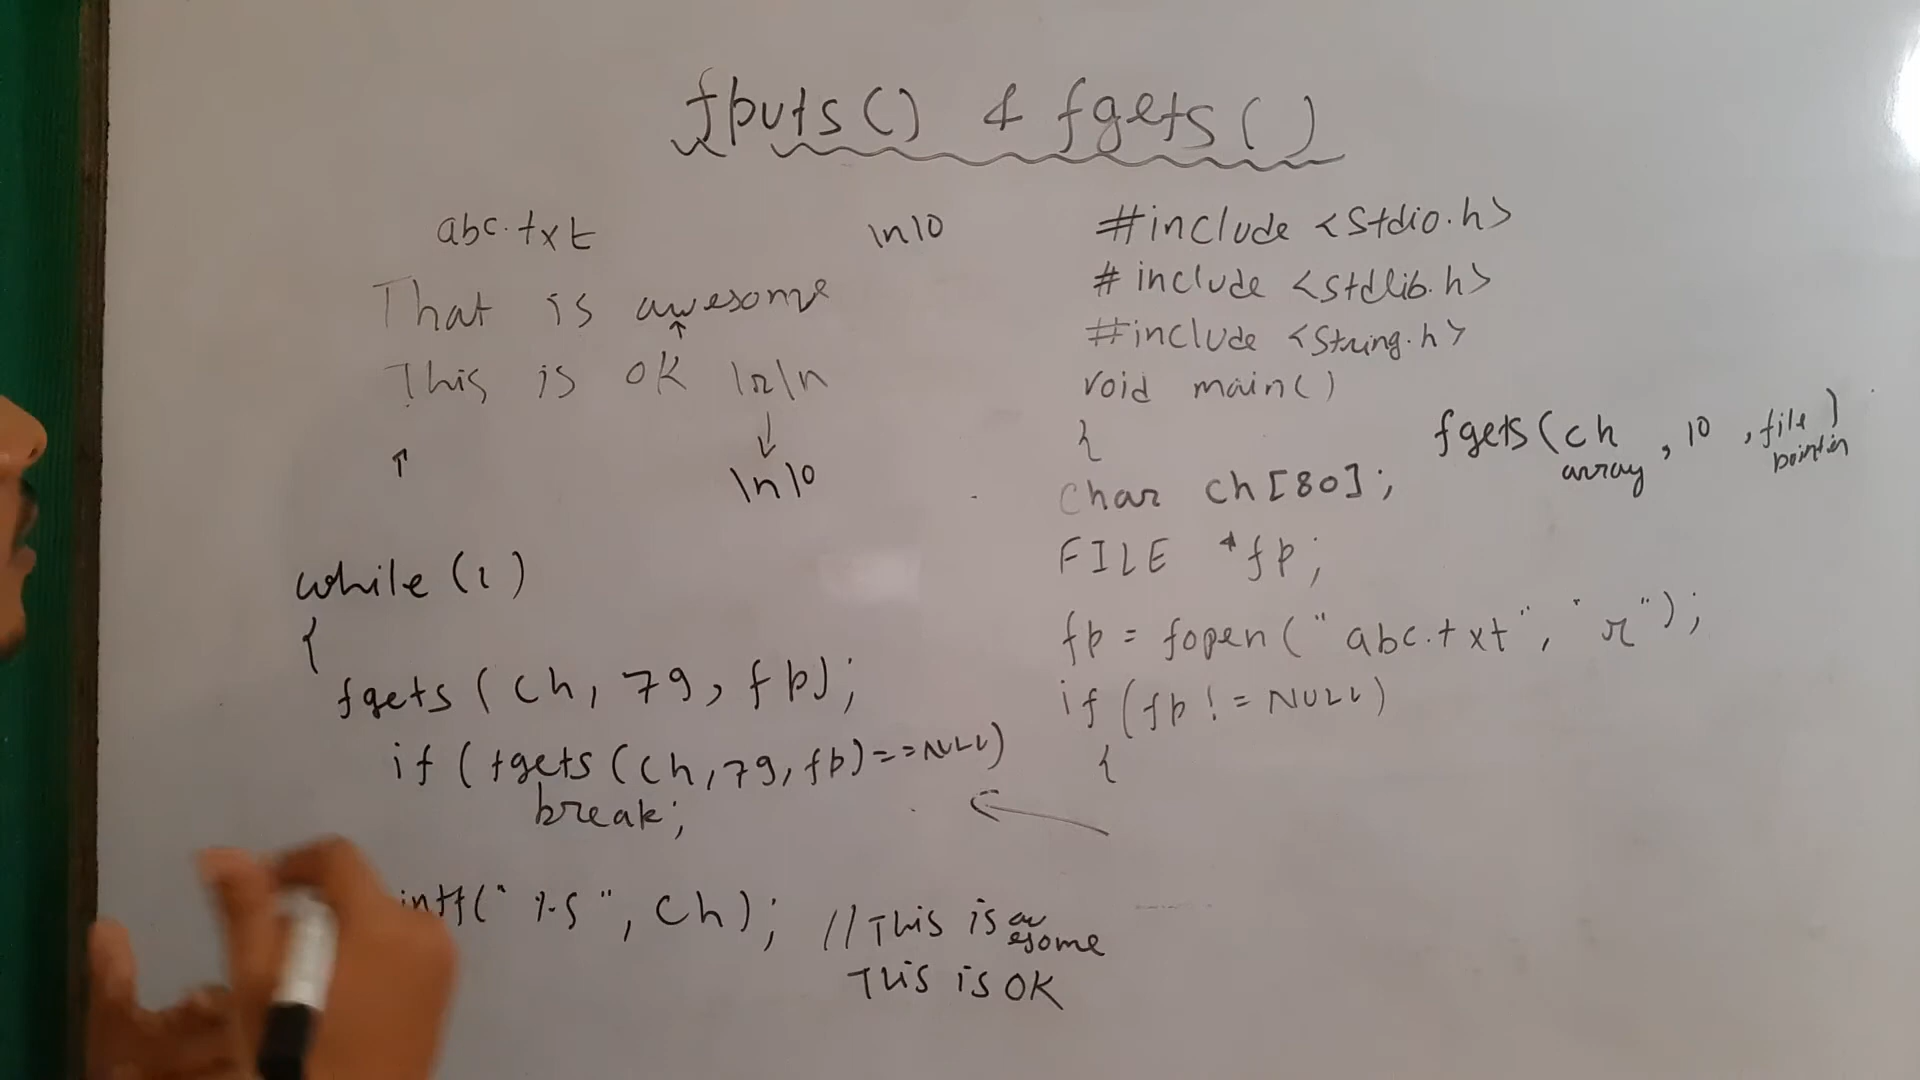 fputs() & fgets()
abc.txt
\n\0
That is awesome
This is OK \r\n
\n\0
while(1)
{
fgets(ch, 79, fp);
if (fgets(ch,79,fp)==NULL)
break;
intf("%s", ch); //This is awesome
This is OK
#include <stdio.h>
#include <stdlib.h>
#include <string.h>
void main()
{
char ch[80];
FILE *fp;
fp = fopen("abc.txt", "r");
if (fp != NULL)
{
fgets(ch, 10, file)
array